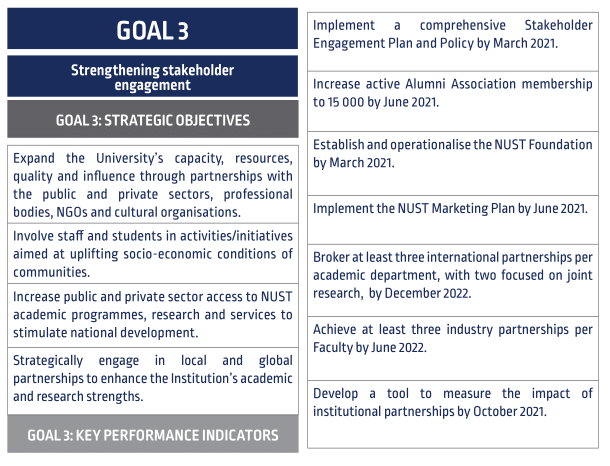 GOAL 3
Strengthening stakeholder
engagement
GOAL 3: STRATEGIC OBJECTIVES
Expand the University's capacity, resources,
quality and influence through partnerships with
the public and private sectors, professional
bodies, NGOs and cultural organisations.
Involve staff and students in activities/initiatives
aimed at uplifting socio-economic conditions of
communities.
Increase public and private sector access to NUST
academic programmes, research and services to
stimulate national development.
Strategically engage in local and global
partnerships to enhance the Institution's academic
and research strengths.
GOAL 3: KEY PERFORMANCE INDICATORS
Implement a comprehensive Stakeholder
Engagement Plan and Policy by March 2021.
Increase active Alumni Association membership
to 15 000 by June 2021.
Establish and operationalise the NUST Foundation
by March 2021.
Implement the NUST Marketing Plan by June 2021.
Broker at least three international partnerships per
academic department, with two focused on joint
research, by December 2022.
Achieve at least three industry partnerships per
Faculty by June 2022.
Develop a tool to measure the impact of
institutional partnerships by October 2021.